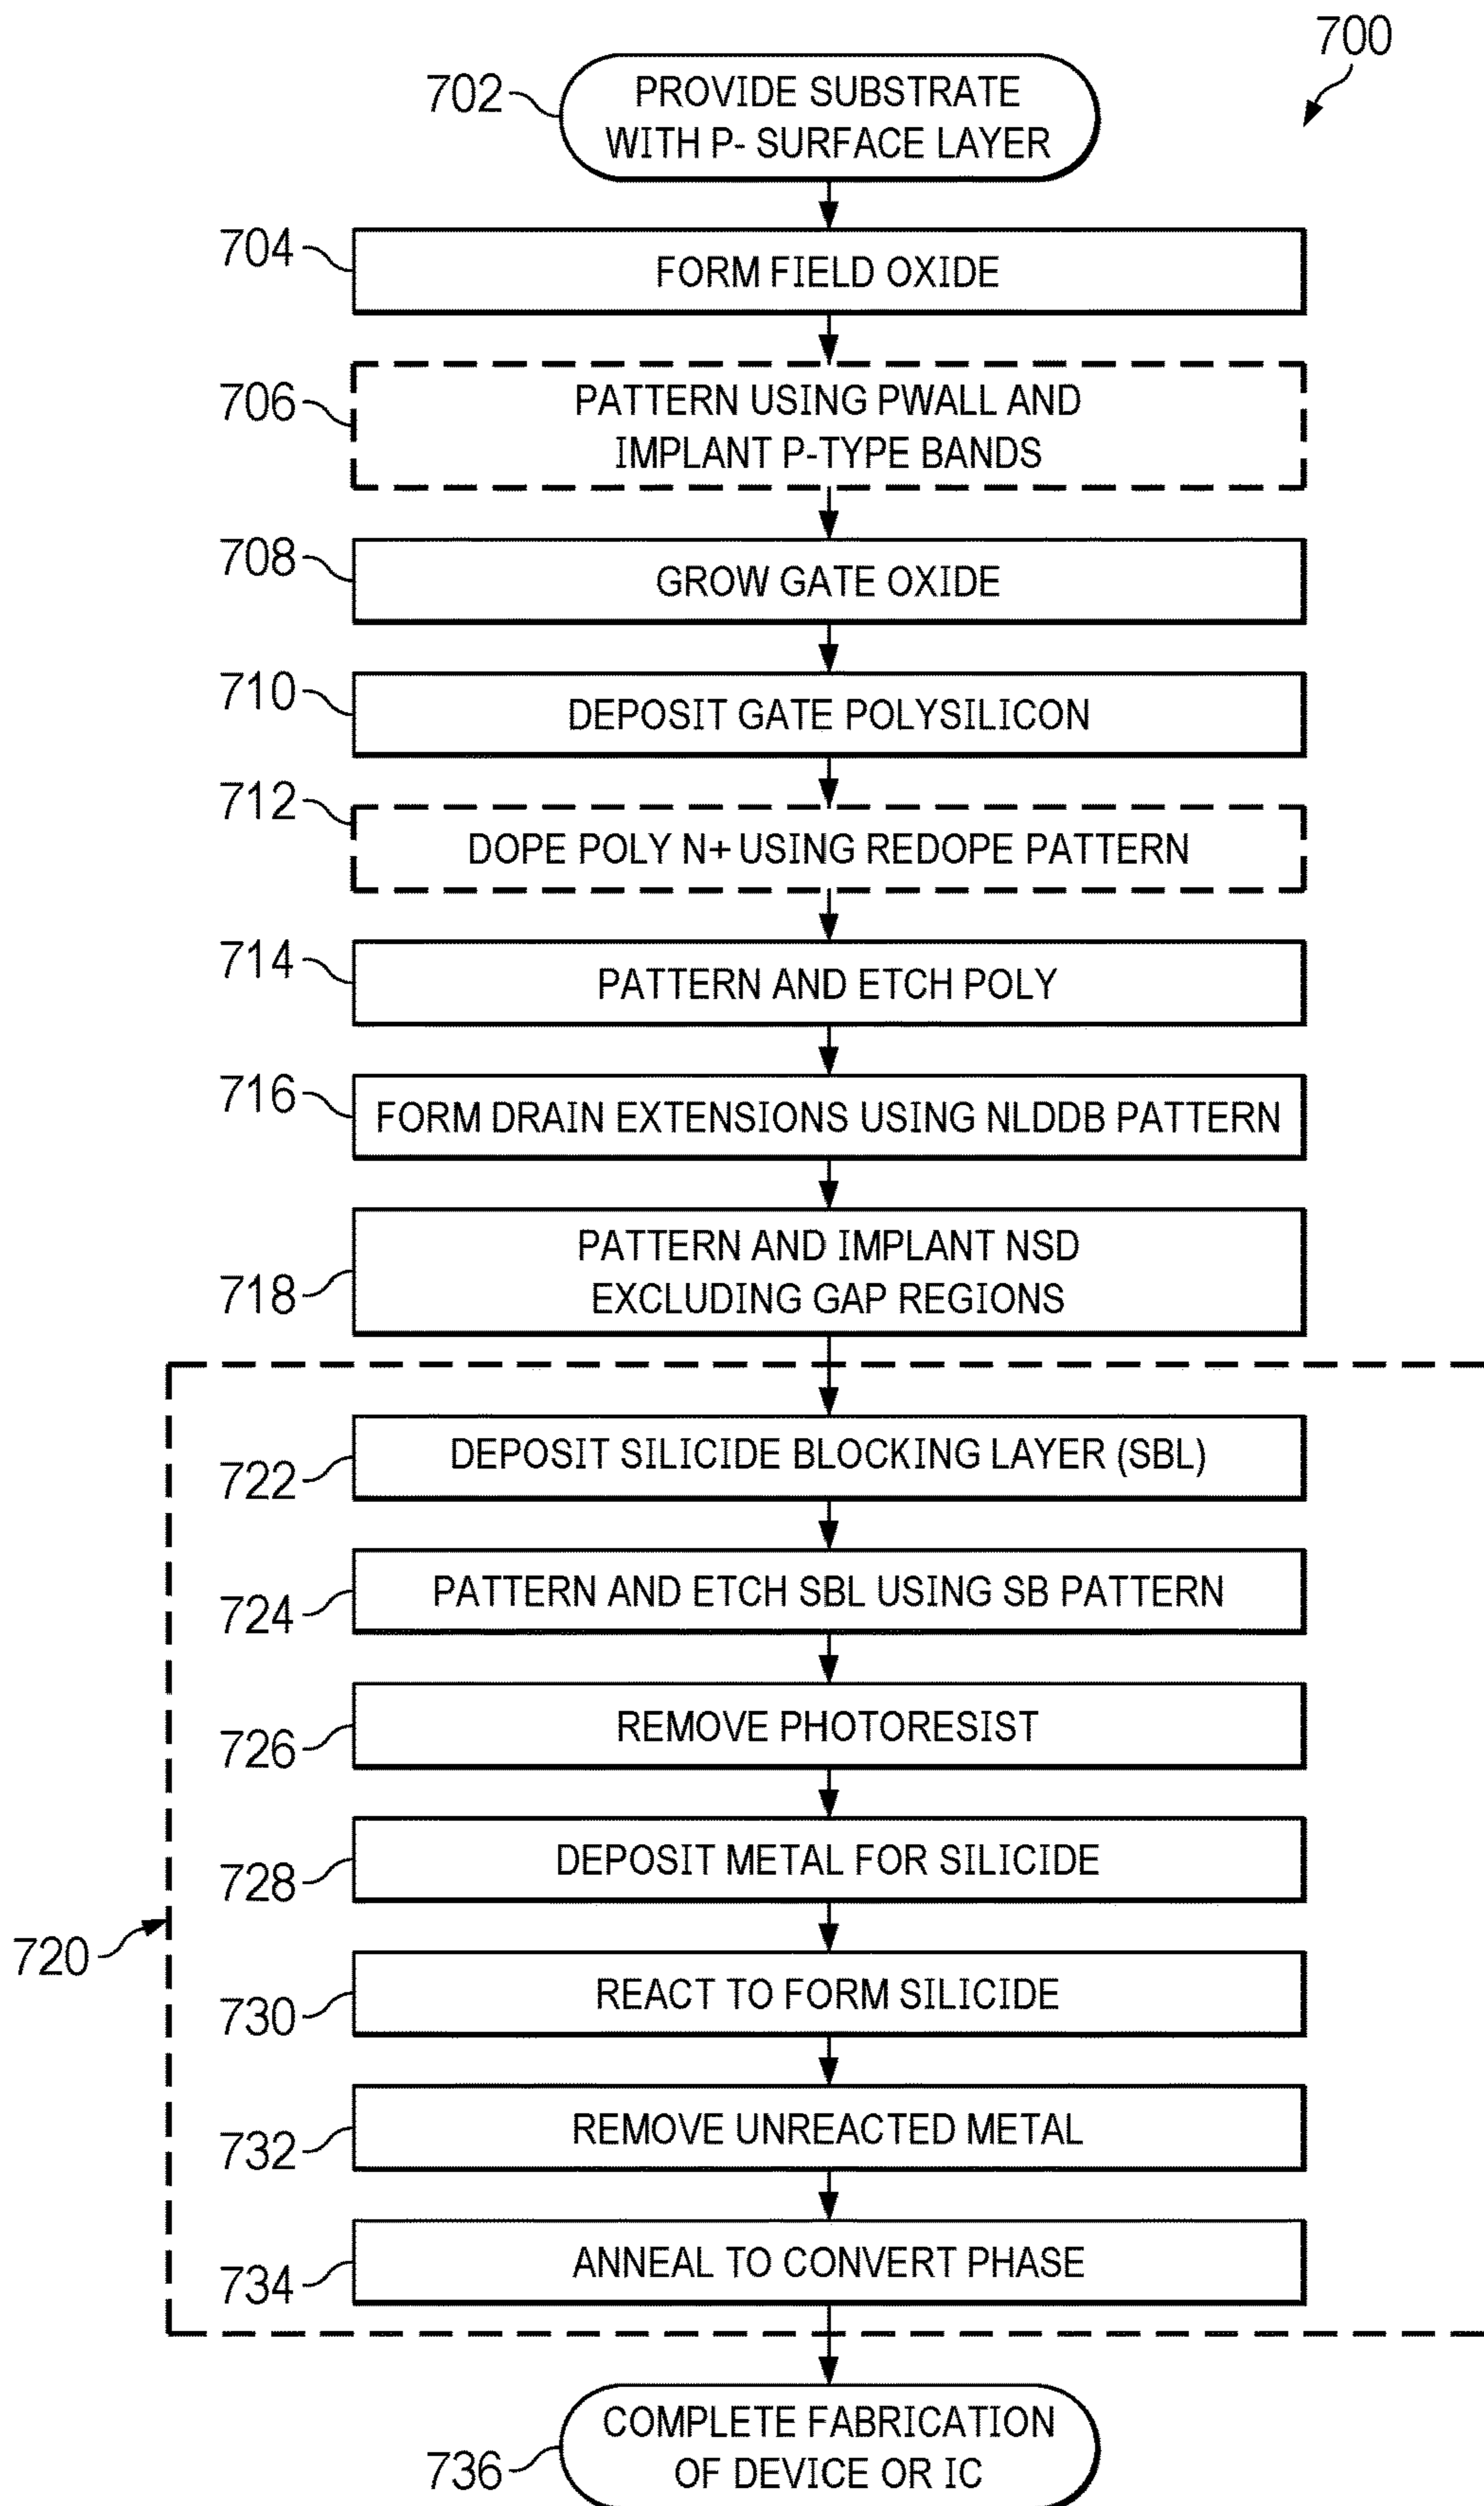 700
702
PROVIDE SUBSTRATE
WITH P- SURFACE LAYER
704
FORM FIELD OXIDE
706
PATTERN USING PWALL AND
IMPLANT P-TYPE BANDS
708
GROW GATE OXIDE
710
DEPOSIT GATE POLYSILICON
712
DOPE POLY N+ USING REDOPE PATTERN
714
PATTERN AND ETCH POLY
716
FORM DRAIN EXTENSIONS USING NLDDB PATTERN
718
PATTERN AND IMPLANT NSD
EXCLUDING GAP REGIONS
722
DEPOSIT SILICIDE BLOCKING LAYER (SBL)
724
PATTERN AND ETCH SBL USING SB PATTERN
726
REMOVE PHOTORESIST
728
DEPOSIT METAL FOR SILICIDE
720
730
REACT TO FORM SILICIDE
732
REMOVE UNREACTED METAL
734
ANNEAL TO CONVERT PHASE
736
COMPLETE FABRICATION
OF DEVICE OR IC